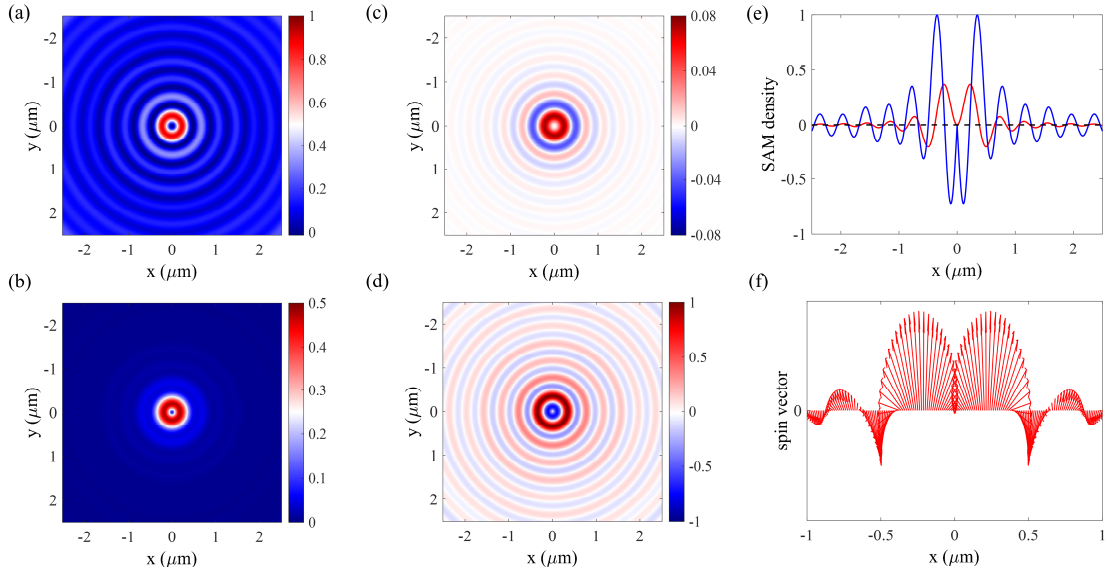 (a)
-2
-1
0
1
2
y (μm)
-2 -1 0 1 2
x (μm)
1
0.8
0.6
0.4
0.2
0
(c)
-2
-1
0
1
2
y (μm)
-2 -1 0 1 2
x (μm)
0.08
0.04
0
-0.04
-0.08
(e)
1
0.5
0
-0.5
-1
SAM density
-2 -1 0 1 2
x (μm)
(b)
-2
-1
0
1
2
y (μm)
-2 -1 0 1 2
x (μm)
0.5
0.4
0.3
0.2
0.1
0
(d)
-2
-1
0
1
2
y (μm)
-2 -1 0 1 2
x (μm)
1
0.5
0
-0.5
-1
(f)
0
spin vector
-1 -0.5 0 0.5 1
x (μm)